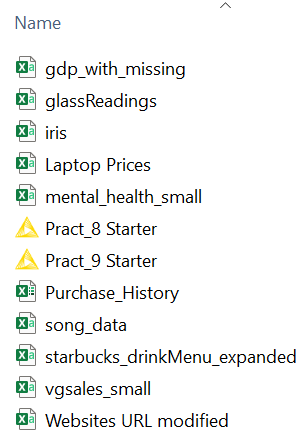 Name
gdp_with_missing
glassReadings
iris
Laptop Prices
mental_health_small
Pract_8 Starter
Pract_9 Starter
Purchase_History
song_data
starbucks_drinkMenu_expanded
vgsales_small
Websites URL modified